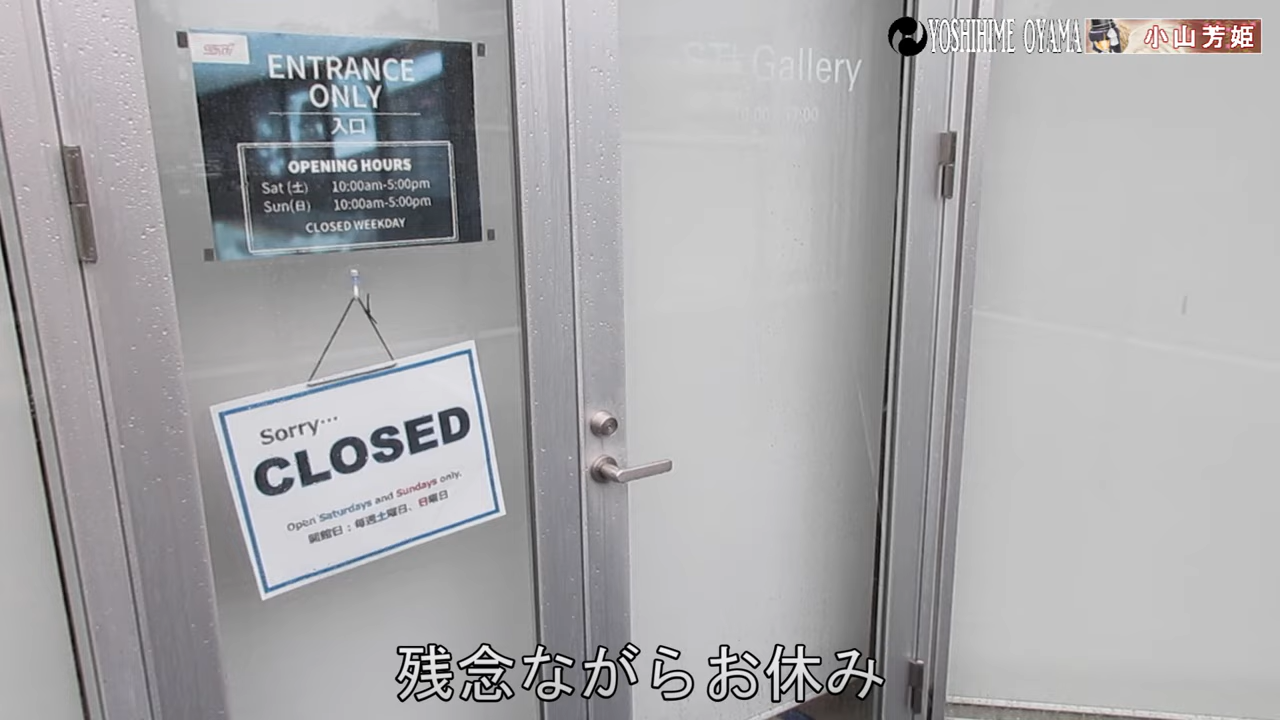 YOSHIHIME OYAMA 小山芳姫
STI Gallery
ENTRANCE
ONLY
入口
OPENING HOURS
Sat (土) 10:00am-5:00pm
Sun(日) 10:00am-5:00pm
CLOSED WEEKDAY
Sorry…
CLOSED
Open Saturdays and Sundays only.
開館日：毎週土曜日、日曜日
残念ながらお休み